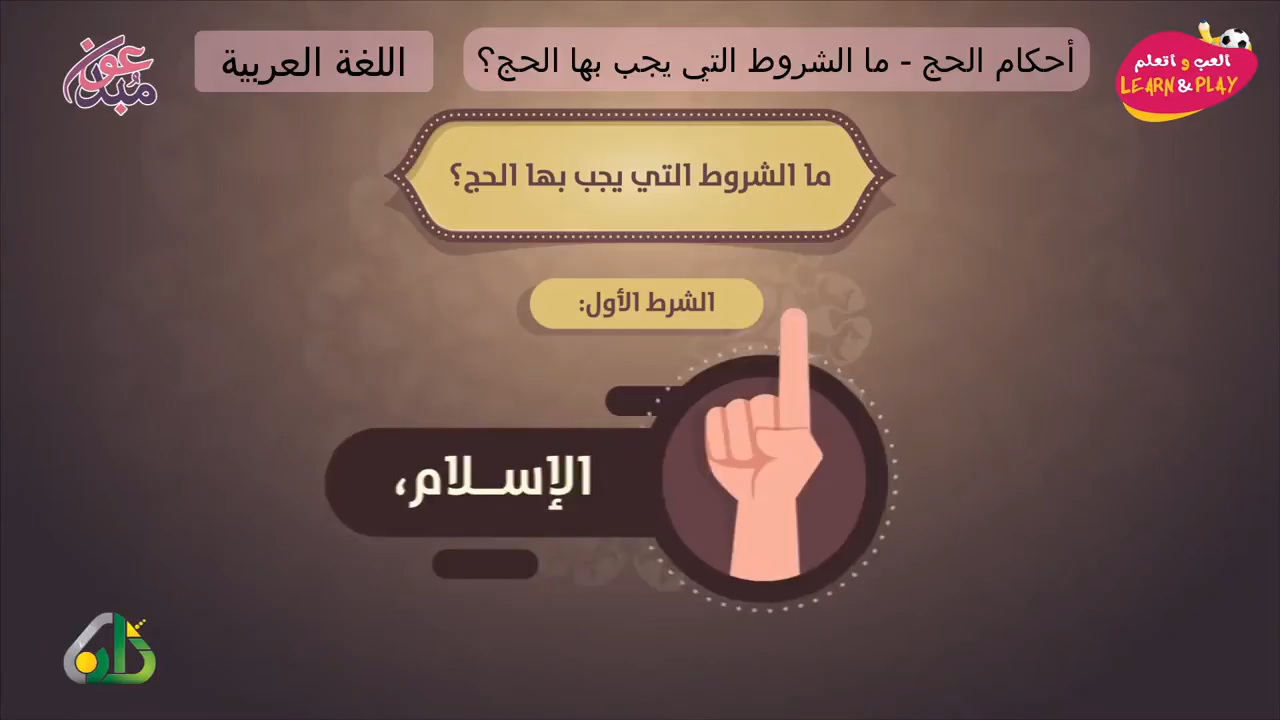 أحكام الحج - ما الشروط التي يجب بها الحج؟
اللغة العربية
العب و اتعلم
LEARN & PLAY
مبدعون
ما الشروط التي يجب بها الحج؟
الشرط الأول:
الإسـلام،